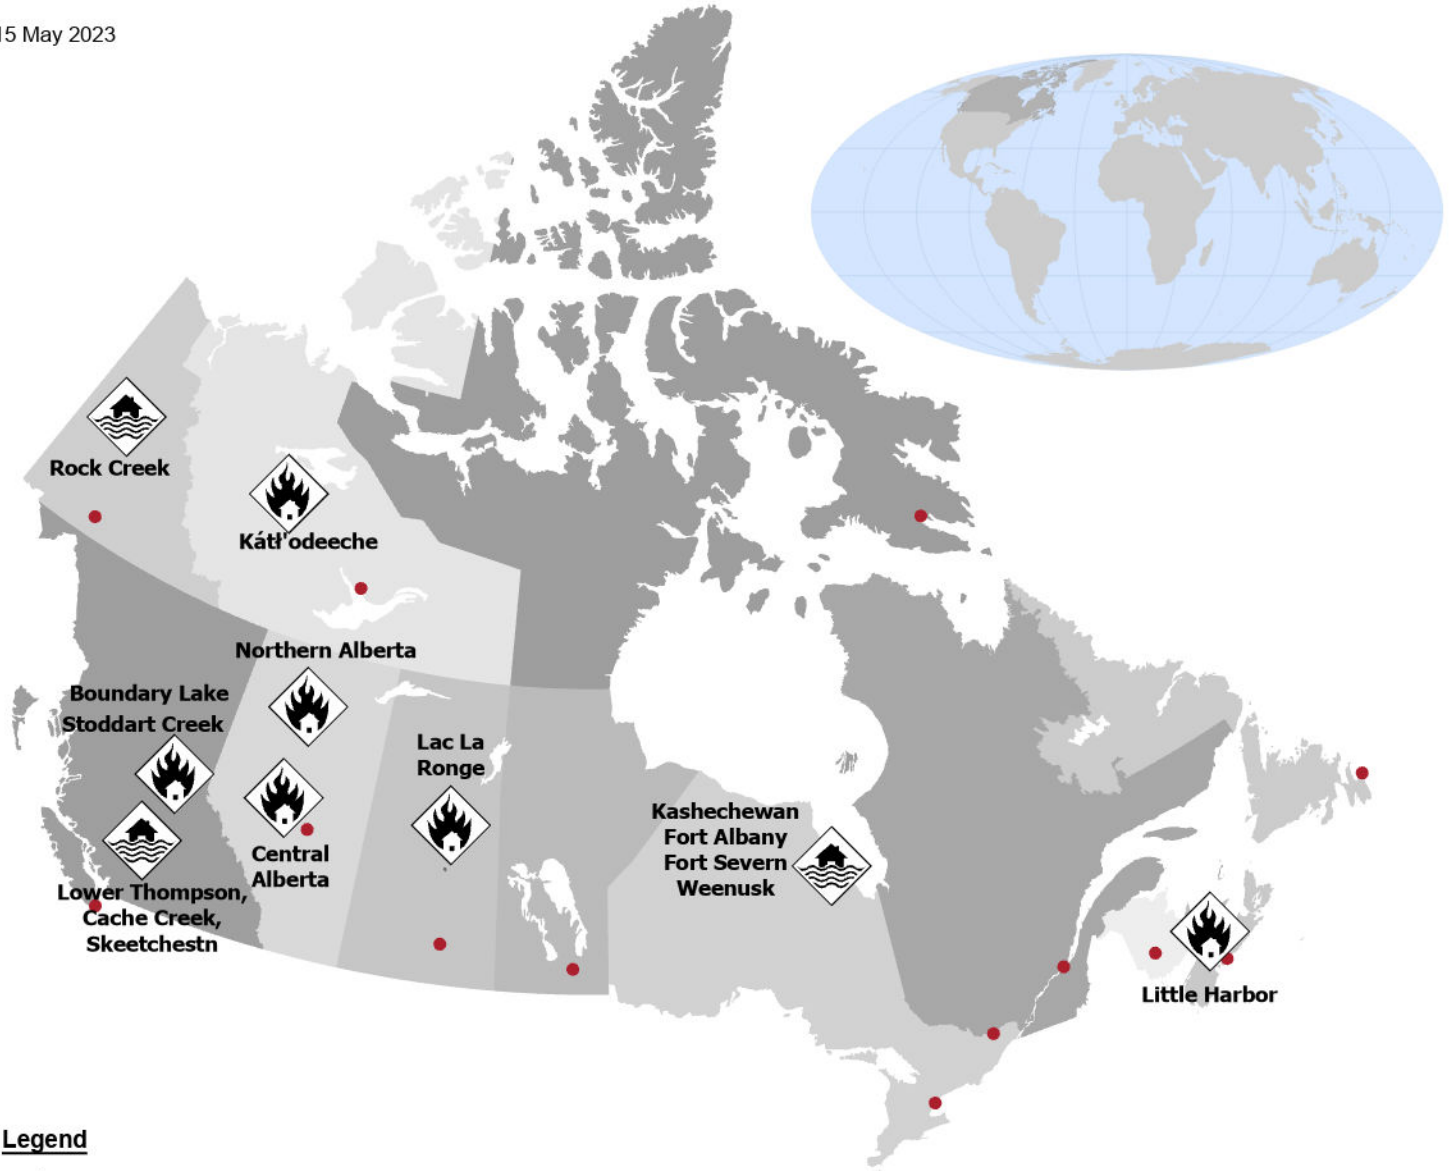 15 May 2023
Rock Creek
Kátł'odeeche
Northern Alberta
Boundary Lake
Stoddart Creek
Lac La
Ronge
Kashechewan
Fort Albany
Fort Severn
Weenusk
Central
Alberta
Lower Thompson,
Cache Creek,
Skeetchestn
Little Harbor
Legend